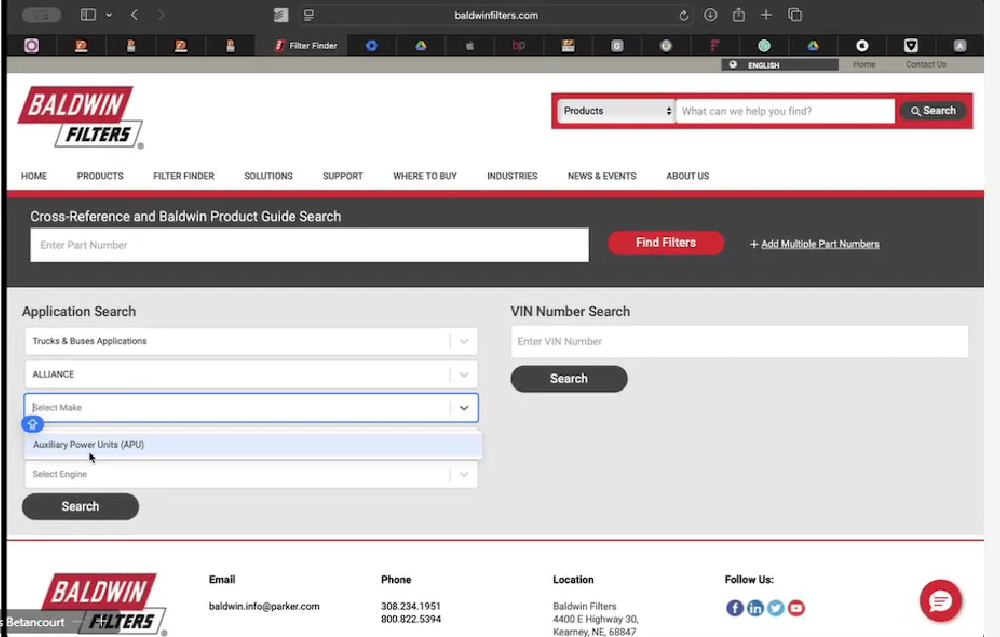 baldwinfilters.com
Filter Finder
bp
ENGLISH
Home
Contact Us
BALDWIN
FILTERS®
Products
What can we help you find?
Search
HOME
PRODUCTS
FILTER FINDER
SOLUTIONS
SUPPORT
WHERE TO BUY
INDUSTRIES
NEWS & EVENTS
ABOUT US
Cross-Reference and Baldwin Product Guide Search
Enter Part Number
Find Filters
+ Add Multiple Part Numbers
Application Search
Trucks & Buses Applications
ALLIANCE
Select Make
Auxiliary Power Units (APU)
Select Engine
Search
VIN Number Search
Enter VIN Number
Search
BALDWIN
FILTERS®
Email
baldwin.info@parker.com
Phone
308.234.1951
800.822.5394
Location
Baldwin Filters
4400 E Highway 30,
Kearney, NE, 68847
Follow Us:
s Betancourt